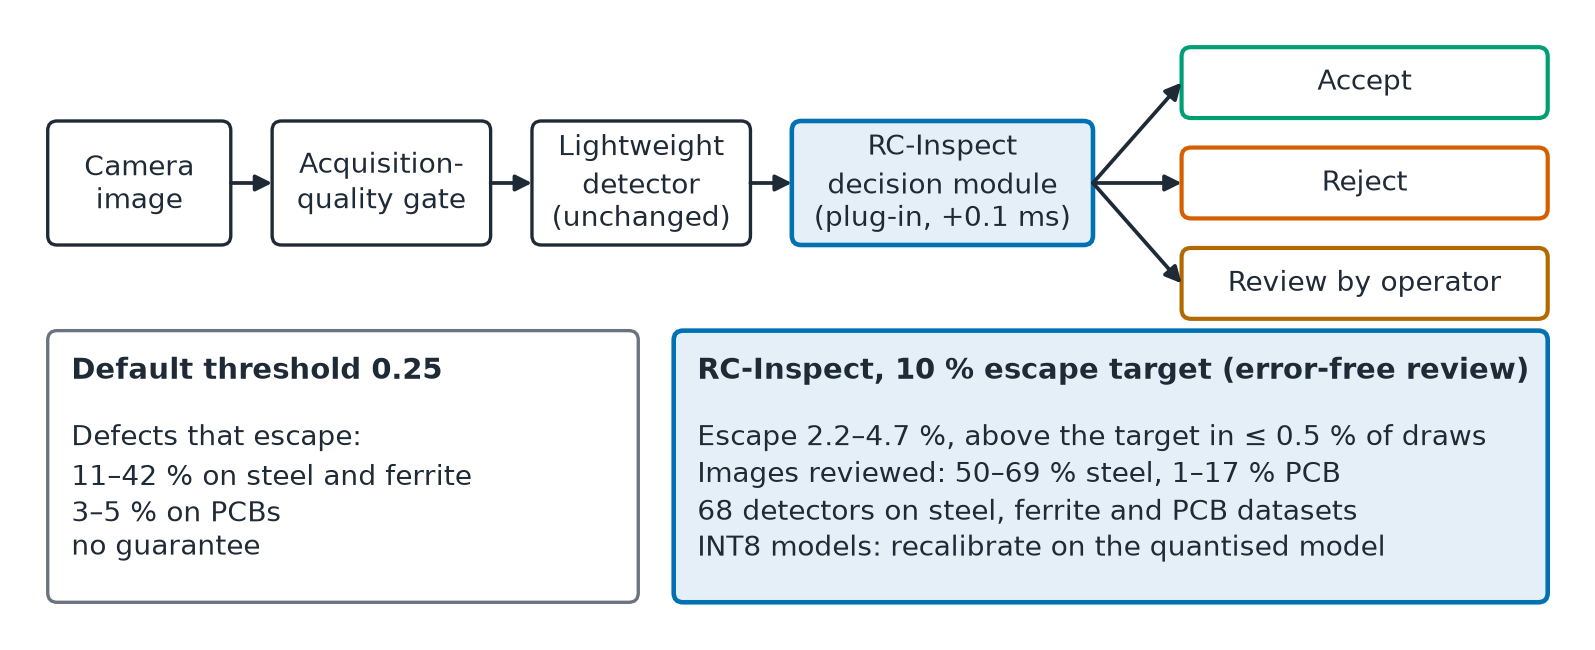 Camera
image
Acquisition-
quality gate
Lightweight
detector
(unchanged)
RC-Inspect
decision module
(plug-in, +0.1 ms)
Accept
Reject
Review by operator
Default threshold 0.25
Defects that escape:
11–42 % on steel and ferrite
3–5 % on PCBs
no guarantee
RC-Inspect, 10 % escape target (error-free review)
Escape 2.2–4.7 %, above the target in ≤ 0.5 % of draws
Images reviewed: 50–69 % steel, 1–17 % PCB
68 detectors on steel, ferrite and PCB datasets
INT8 models: recalibrate on the quantised model